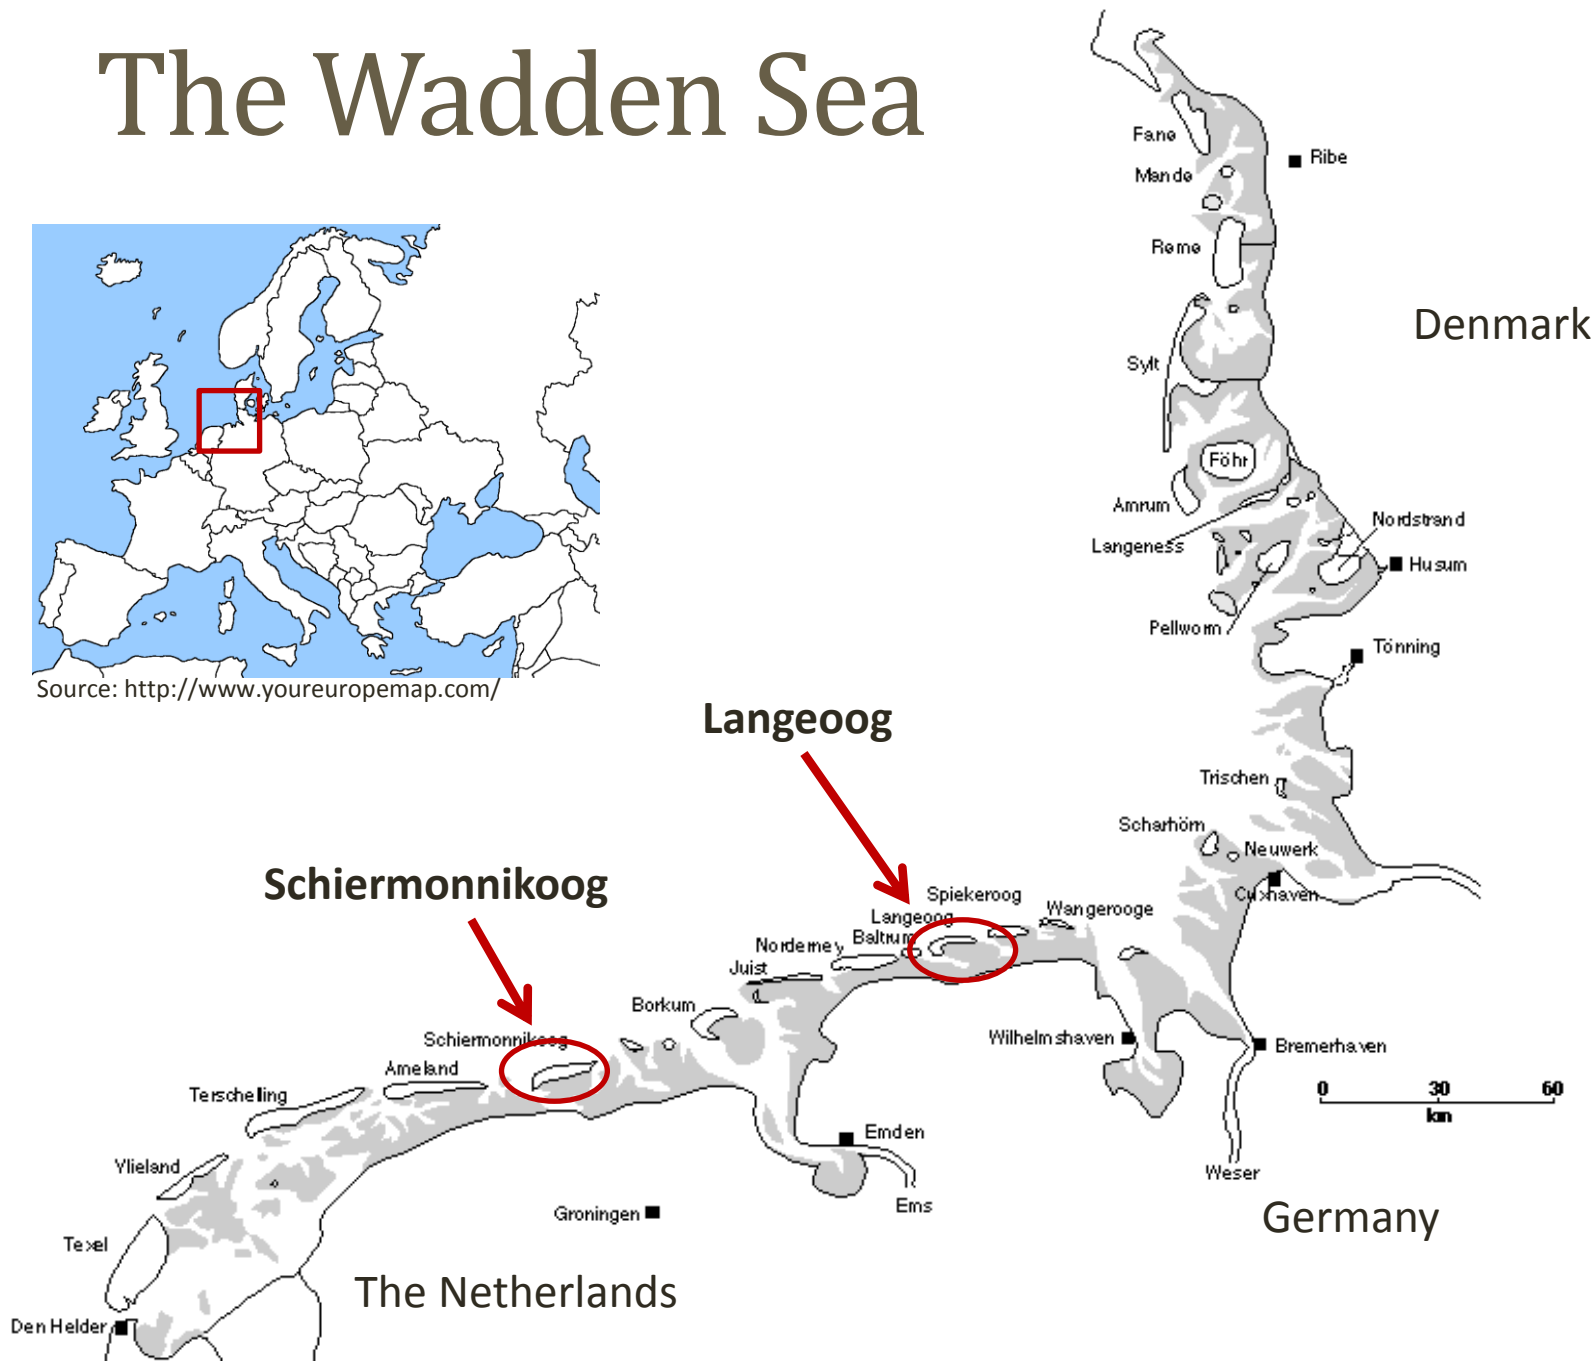 The Wadden Sea
Fanø
Ribe
Mandø
Rømø
Denmark
Sylt
Föhr
Amrum
Nordstrand
Langeness
Husum
Pellworm
Tönning
Source: http://www.youreuropemap.com/
Langeoog
Trischen
Scharhörn
Neuwerk
Cuxhaven
Schiermonnikoog
Spiekeroog
Langeoog
Wangerooge
Baltrum
Norderney
Juist
Borkum
Wilhelmshaven
Bremerhaven
Schiermonnikoog
Ameland
Terschelling
0 30 60
km
Emden
Vlieland
Weser
Ems
Groningen
Germany
Texel
The Netherlands
Den Helder